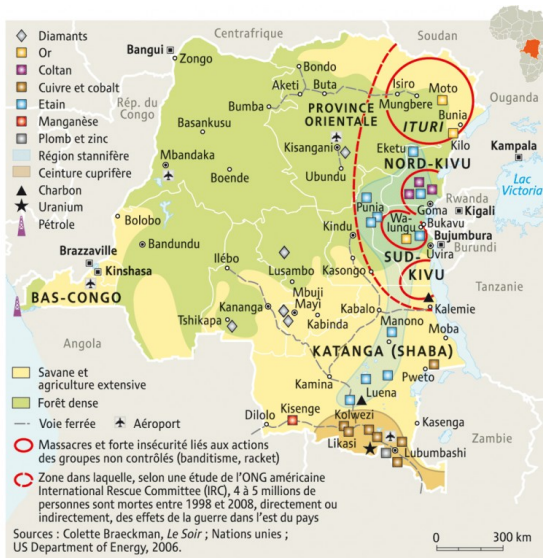 Diamants
Or
Coltan
Cuivre et cobalt
Etain
Manganèse
Plomb et zinc
Région stannifère
Ceinture cuprifère
Charbon
Uranium
Pétrole
Centrafrique
Soudan
Bangui
Zongo
Bondo
Aketi
Buta
Isiro
Moto
Mungbere
Ouganda
Rép. du
Congo
Bumba
PROVINCE
ORIENTALE
ITURI
Bunia
Basankusu
Kisangani
Eketu
Kilo
Kampala
Mbandaka
NORD-KIVU
Boende
Ubundu
Lac
Victoria
Rwanda
Goma
Kigali
Punia
Wa-
lungu
Bukavu
Bolobo
Kindu
Bujumbura
Burundi
Bandundu
Uvira
SUD-
KIVU
Brazzaville
Ilébo
Kinshasa
Lusambo
Kasongo
Tanzanie
BAS-CONGO
Mbuji
Mayi
Kananga
Kabalo
Kalemie
Tshikapa
Kabinda
Manono
Moba
Angola
KATANGA (SHABA)
Kamina
Pweto
Luena
Dilolo
Kisenge
Kolwezi
Kasenga
Likasi
Lubumbashi
Zambie
Savane et
agriculture extensive
Forêt dense
Voie ferrée
Aéroport
Massacres et forte insécurité liés aux actions
des groupes non contrôlés (banditisme, racket)
Zone dans laquelle, selon une étude de l'ONG américaine
International Rescue Committee (IRC), 4 à 5 millions de
personnes sont mortes entre 1998 et 2008, directement ou
indirectement, des effets de la guerre dans l'est du pays
Sources : Colette Braeckman, Le Soir ; Nations unies ;
US Department of Energy, 2006.
0 300 km